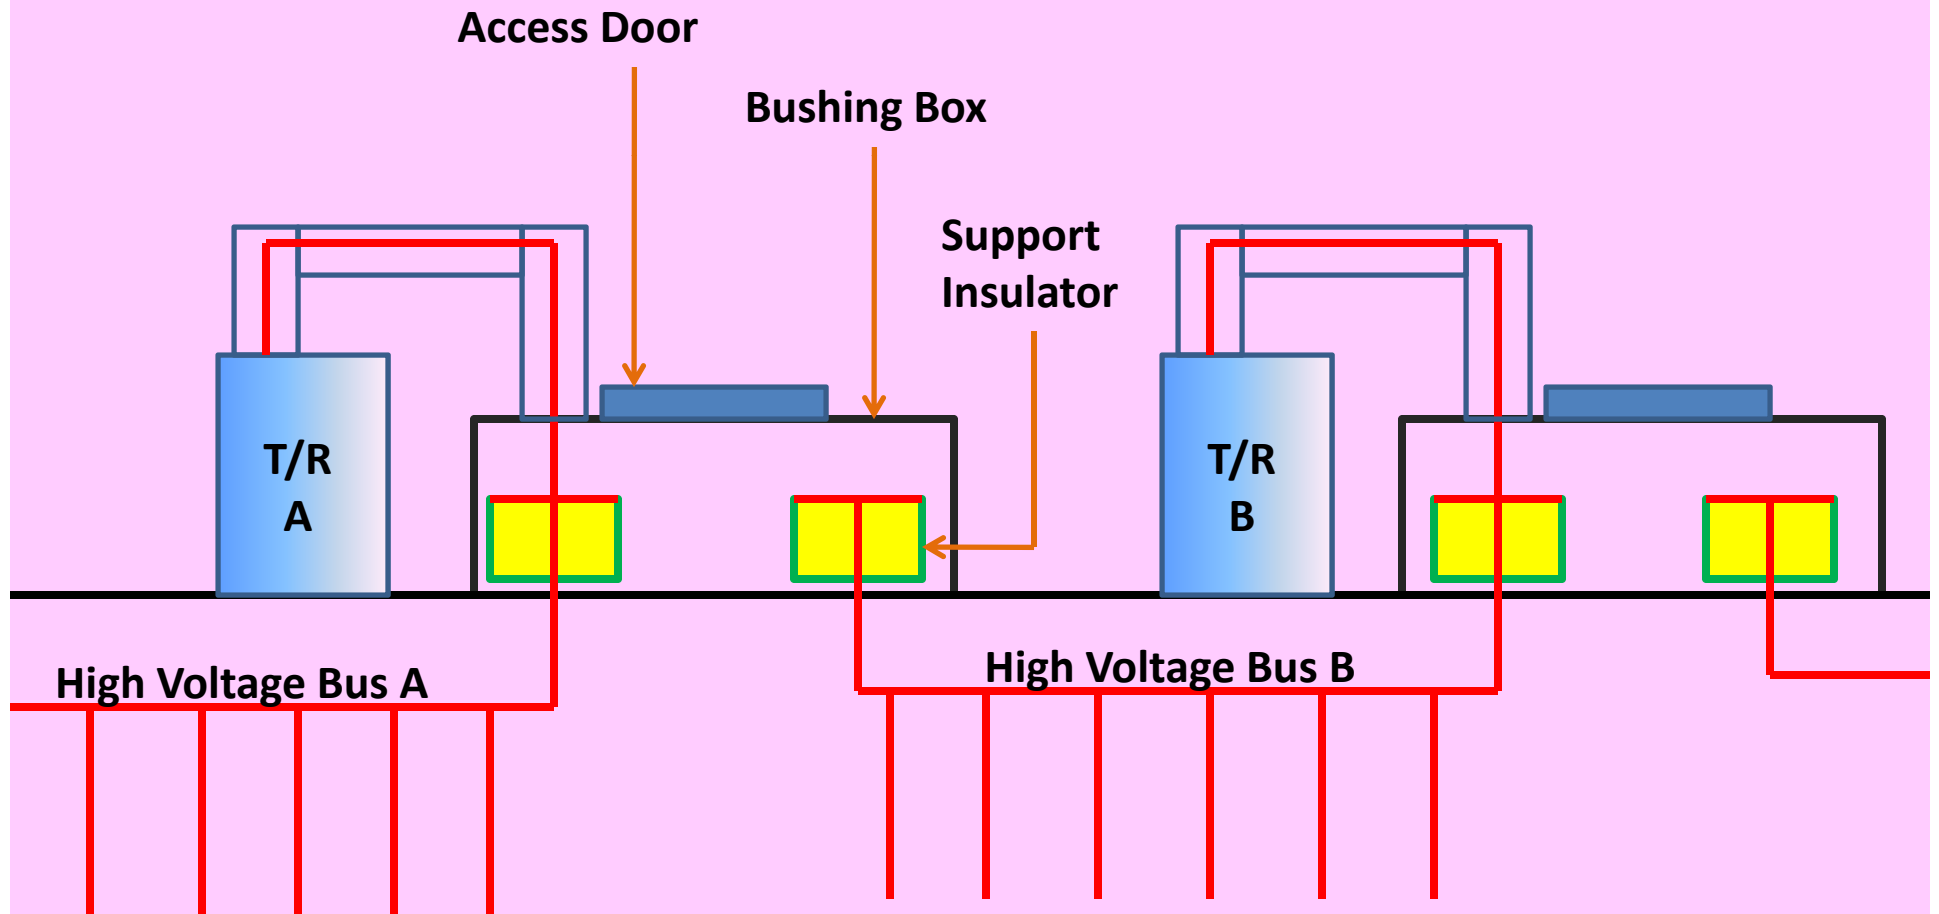 Access Door
Bushing Box
Support
Insulator
T/R
A
T/R
B
High Voltage Bus A
High Voltage Bus B